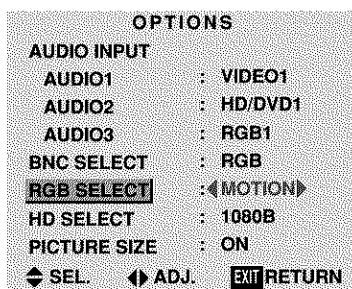 OPTIONS
AUDIO INPUT
AUDIO1 : VIDEO1
AUDIO2 : HD/DVD1
AUDIO3 : RGB1
BNC SELECT : RGB
RGB SELECT : MOTION
HD SELECT : 1080B
PICTURE SIZE : ON
SEL. ADJ. EXIT RETURN